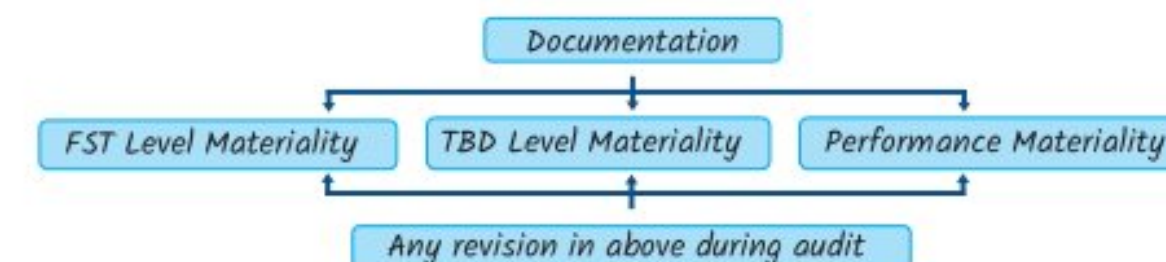 Documentation
FST Level Materiality
TBD Level Materiality
Performance Materiality
Any revision in above during audit